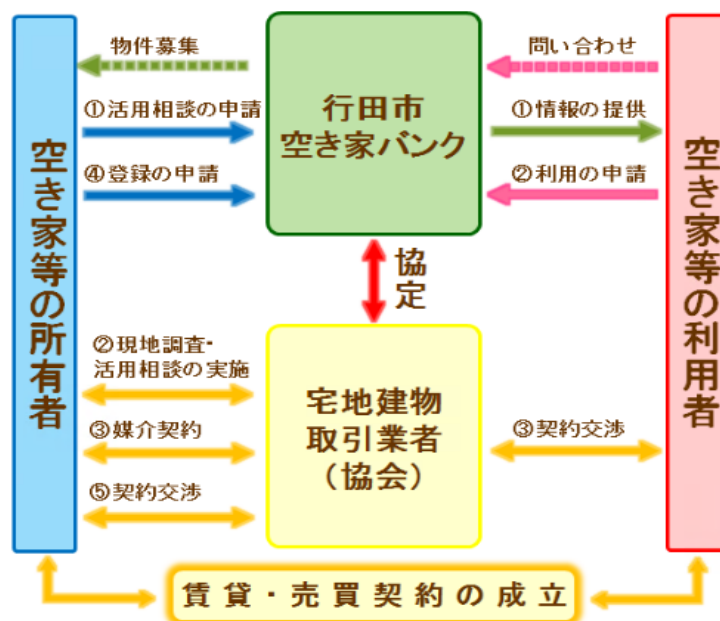 物件募集
①活用相談の申請
④登録の申請
行田市
空き家バンク
問い合わせ
①情報の提供
②利用の申請
空き家等の所有者
空き家等の利用者
協定
②現地調査・
活用相談の実施
③媒介契約
⑤契約交渉
宅地建物
取引業者
（協会）
③契約交渉
賃貸・売買契約の成立